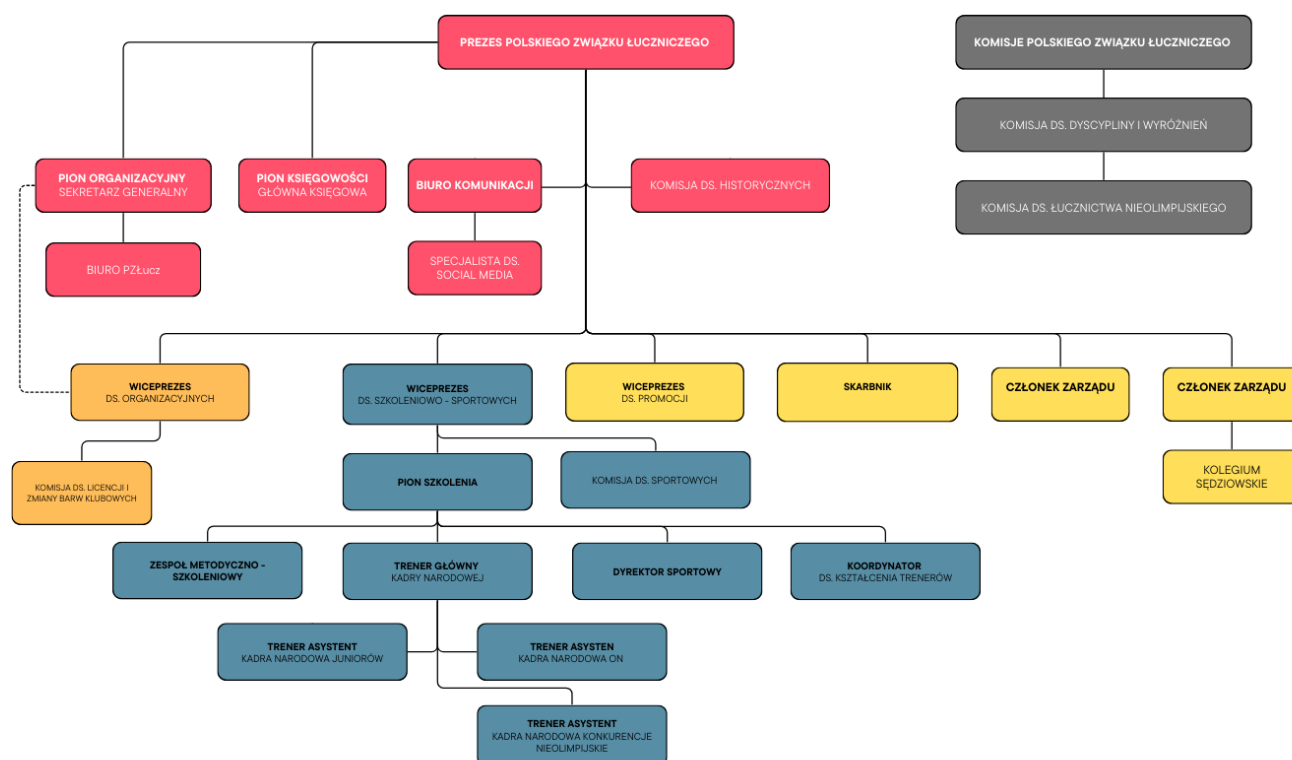 PREZES POLSKIEGO ZWIĄZKU ŁUCZNICZEGO
KOMISJE POLSKIEGO ZWIĄZKU ŁUCZNICZEGO
KOMISJA DS. DYSCYPLINY I WYRÓŻNIEŃ
KOMISJA DS. ŁUCZNICTWA NIEOLIMPIJSKIEGO
PION ORGANIZACYJNY
SEKRETARZ GENERALNY
PION KSIĘGOWOŚCI
GŁÓWNA KSIĘGOWA
BIURO KOMUNIKACJI
KOMISJA DS. HISTORYCZNYCH
BIURO PZŁucz
SPECJALISTA DS.
SOCIAL MEDIA
WICEPREZES
DS. ORGANIZACYJNYCH
WICEPREZES
DS. SZKOLENIOWO - SPORTOWYCH
WICEPREZES
DS. PROMOCJI
SKARBNIK
CZŁONEK ZARZĄDU
CZŁONEK ZARZĄDU
KOMISJA DS. LICENCJI I
ZMIANY BARW KLUBOWYCH
PION SZKOLENIA
KOMISJA DS. SPORTOWYCH
KOLEGIUM
SĘDZIOWSKIE
ZESPOŁ METODYCZNO -
SZKOLENIOWY
TRENER GŁÓWNY
KADRY NARODOWEJ
DYREKTOR SPORTOWY
KOORDYNATOR
DS. KSZTAŁCENIA TRENERÓW
TRENER ASYSTENT
KADRA NARODOWA JUNIORÓW
TRENER ASYSTEN
KADRA NARODOWA ON
TRENER ASYSTENT
KADRA NARODOWA KONKURENCJE
NIEOLIMPIJSKIE